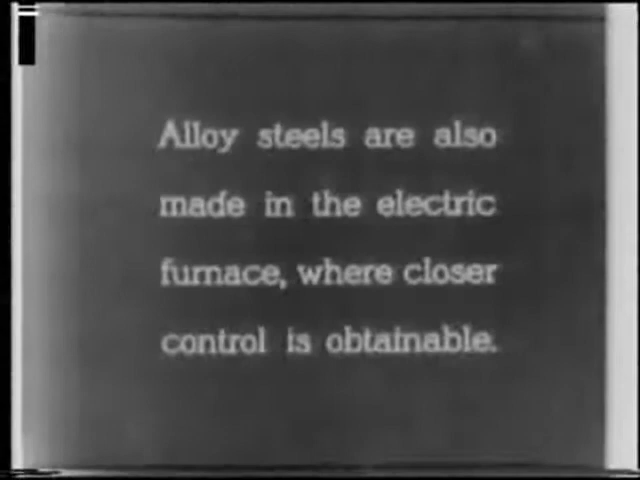 Alloy steels are also
made in the electric
furnace, where closer
control is obtainable.